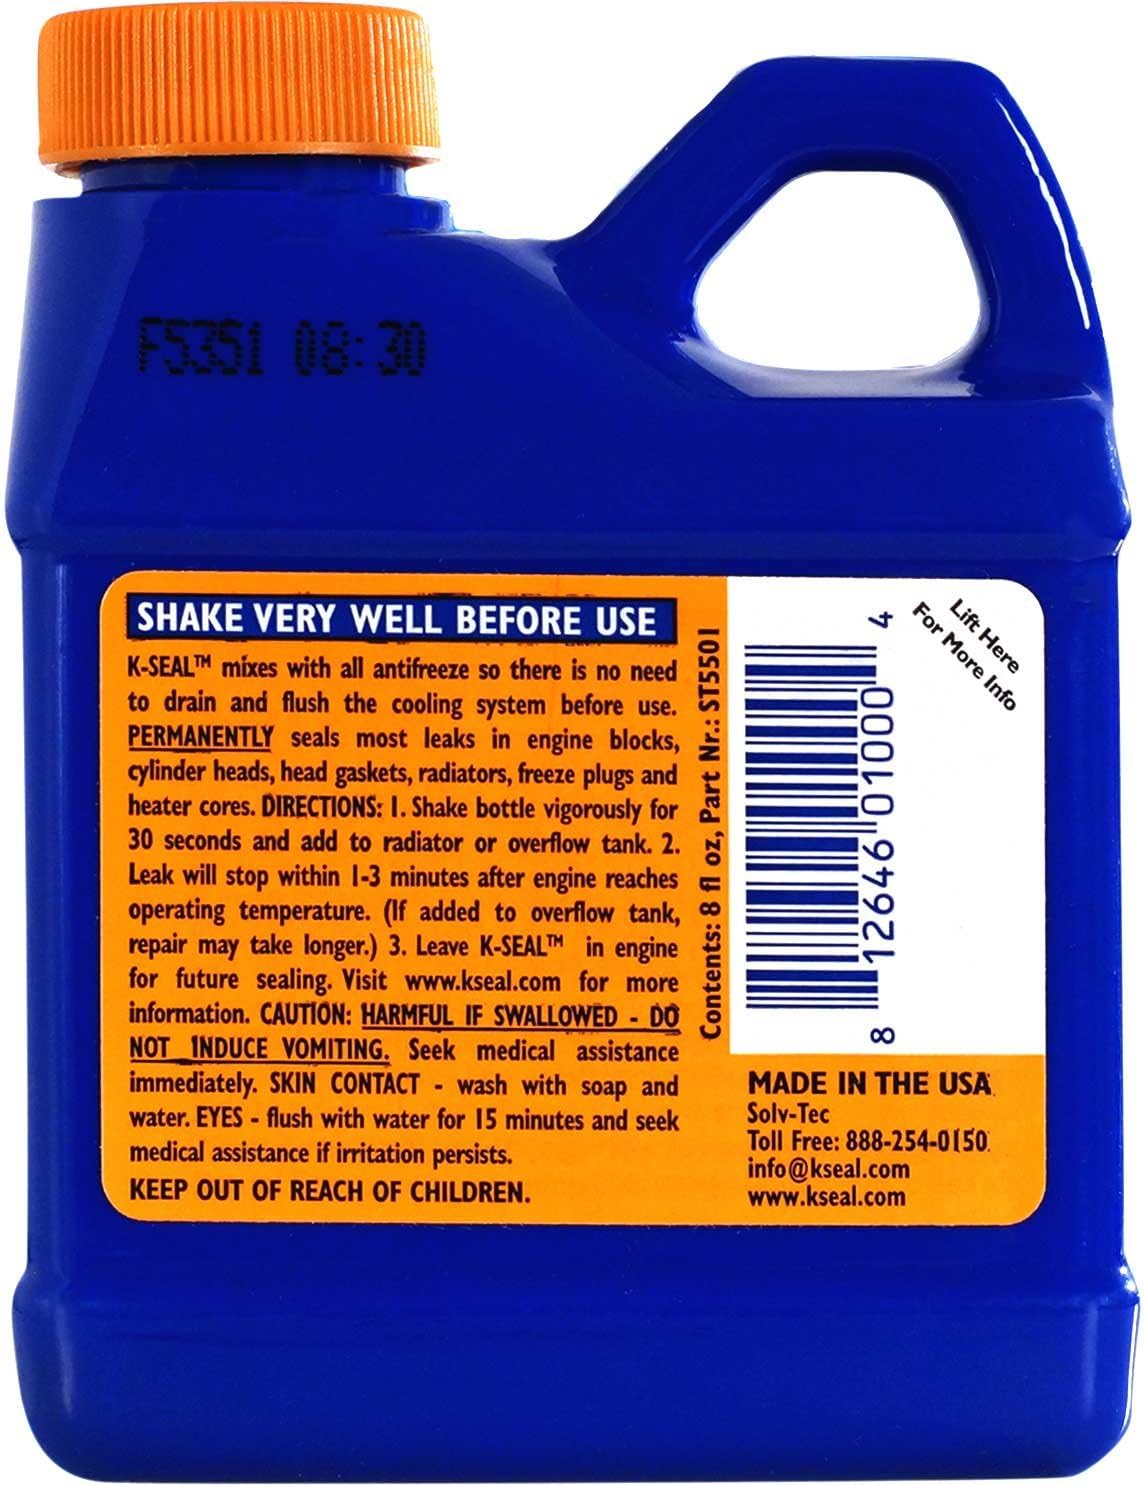 F5351 08:30
SHAKE VERY WELL BEFORE USE
K-SEAL™ mixes with all antifreeze so there is no need
to drain and flush the cooling system before use.
PERMANENTLY seals most leaks in engine blocks,
cylinder heads, head gaskets, radiators, freeze plugs and
heater cores. DIRECTIONS: 1. Shake bottle vigorously for
30 seconds and add to radiator or overflow tank. 2.
Leak will stop within 1-3 minutes after engine reaches
operating temperature. (If added to overflow tank,
repair may take longer.) 3. Leave K-SEAL™ in engine
for future sealing. Visit www.kseal.com for more
information. CAUTION: HARMFUL IF SWALLOWED - DO
NOT INDUCE VOMITING. Seek medical assistance
immediately. SKIN CONTACT - wash with soap and
water. EYES - flush with water for 15 minutes and seek
medical assistance if irritation persists.
KEEP OUT OF REACH OF CHILDREN.
Contents: 8 fl oz, Part Nr.: ST5501
8 12646 01000 4
Lift Here
For More Info
MADE IN THE USA.
Solv-Tec
Toll Free: 888-254-0150.
info@kseal.com
www.kseal.com